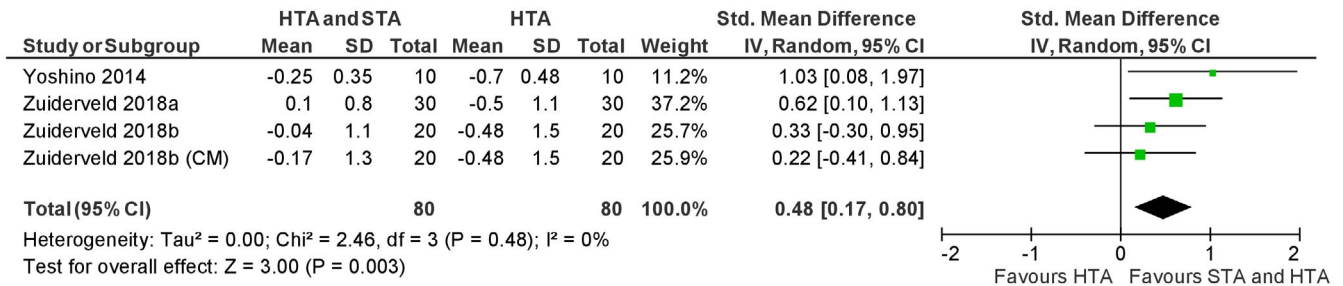 HTA and STA HTA Std. Mean Difference Std. Mean Difference
Study or Subgroup Mean SD Total Mean SD Total Weight IV, Random, 95% CI IV, Random, 95% CI
Yoshino 2014 -0.25 0.35 10 -0.7 0.48 10 11.2% 1.03 [0.08, 1.97]
Zuiderveld 2018a 0.1 0.8 30 -0.5 1.1 30 37.2% 0.62 [0.10, 1.13]
Zuiderveld 2018b -0.04 1.1 20 -0.48 1.5 20 25.7% 0.33 [-0.30, 0.95]
Zuiderveld 2018b (CM) -0.17 1.3 20 -0.48 1.5 20 25.9% 0.22 [-0.41, 0.84]
Total (95% CI) 80 80 100.0% 0.48 [0.17, 0.80]
Heterogeneity: Tau² = 0.00; Chi² = 2.46, df = 3 (P = 0.48); I² = 0%
Test for overall effect: Z = 3.00 (P = 0.003)
-2 -1 0 1 2
Favours HTA Favours STA and HTA